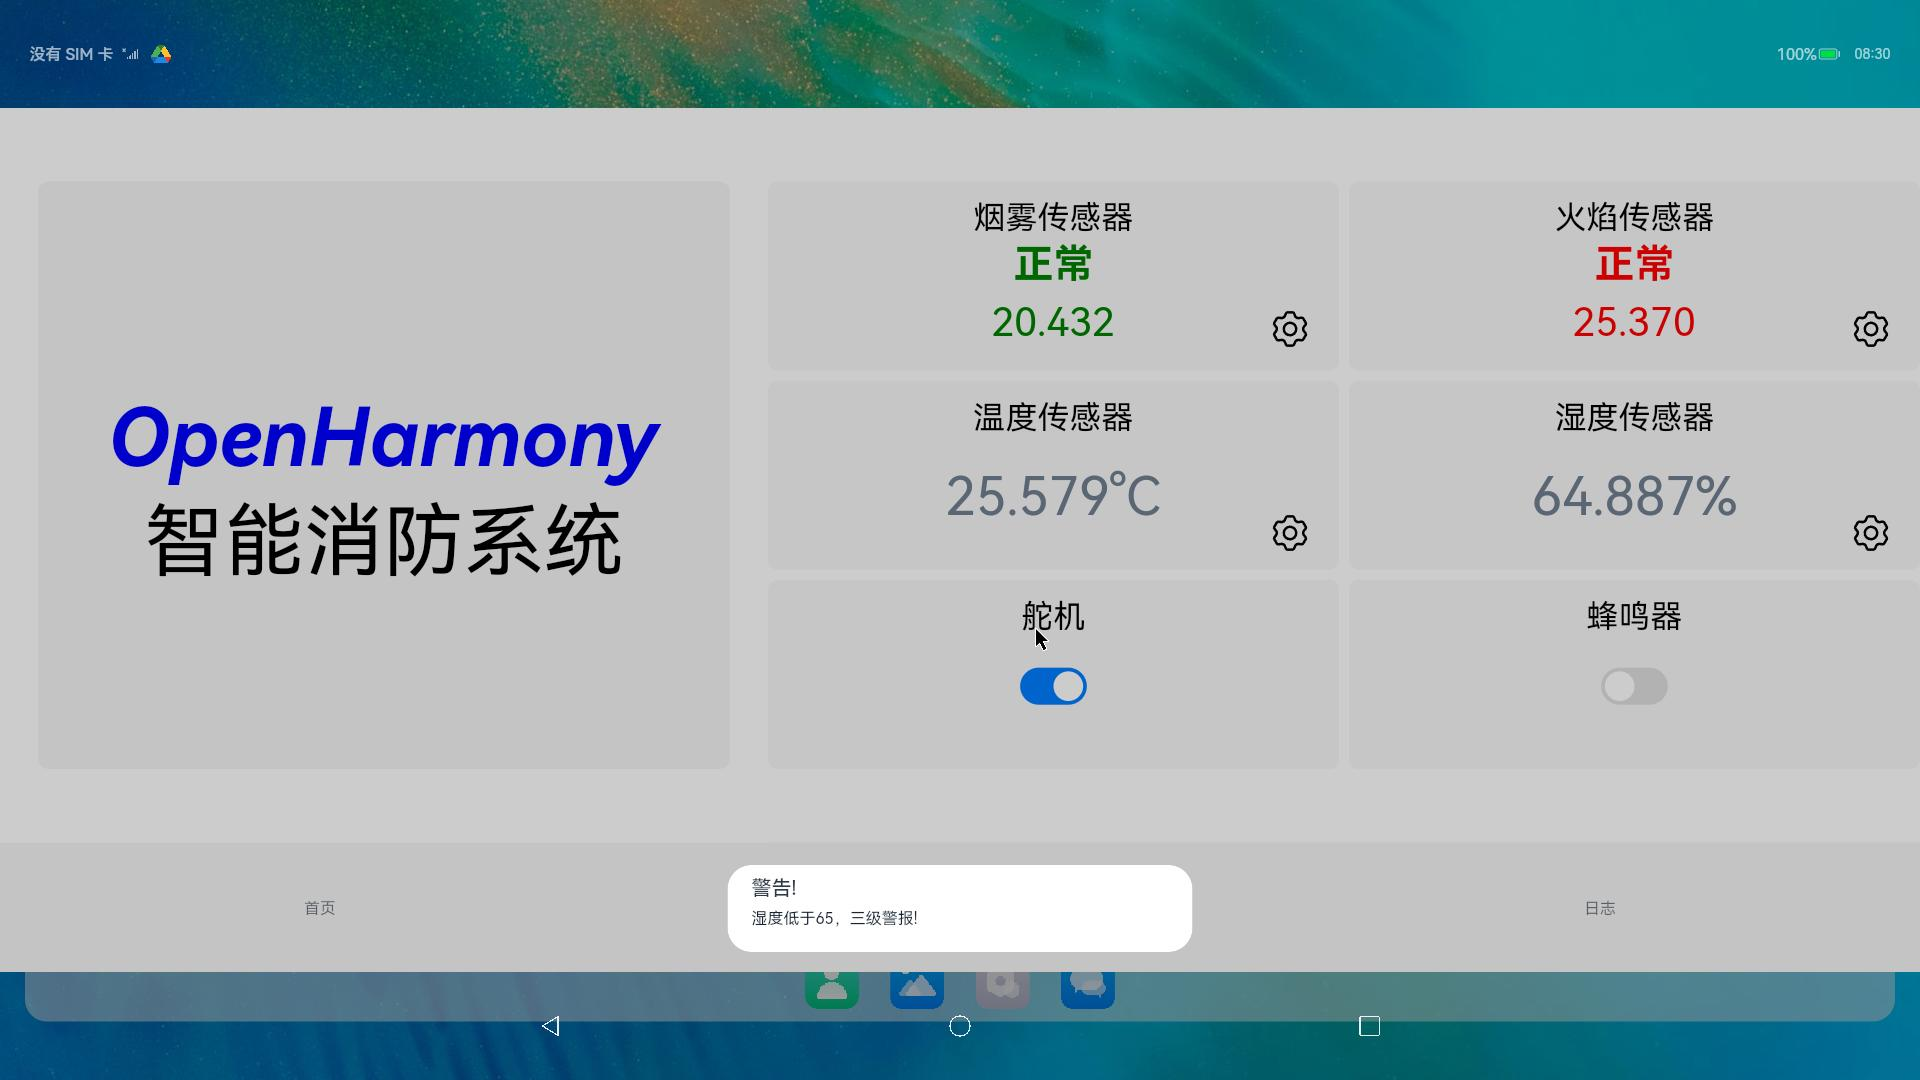 没有 SIM 卡
100%
08:30
OpenHarmony
智能消防系统
烟雾传感器
正常
20.432
火焰传感器
正常
25.370
温度传感器
25.579°C
湿度传感器
64.887%
舵机
蜂鸣器
首页
警告!
湿度低于65，三级警报!
日志